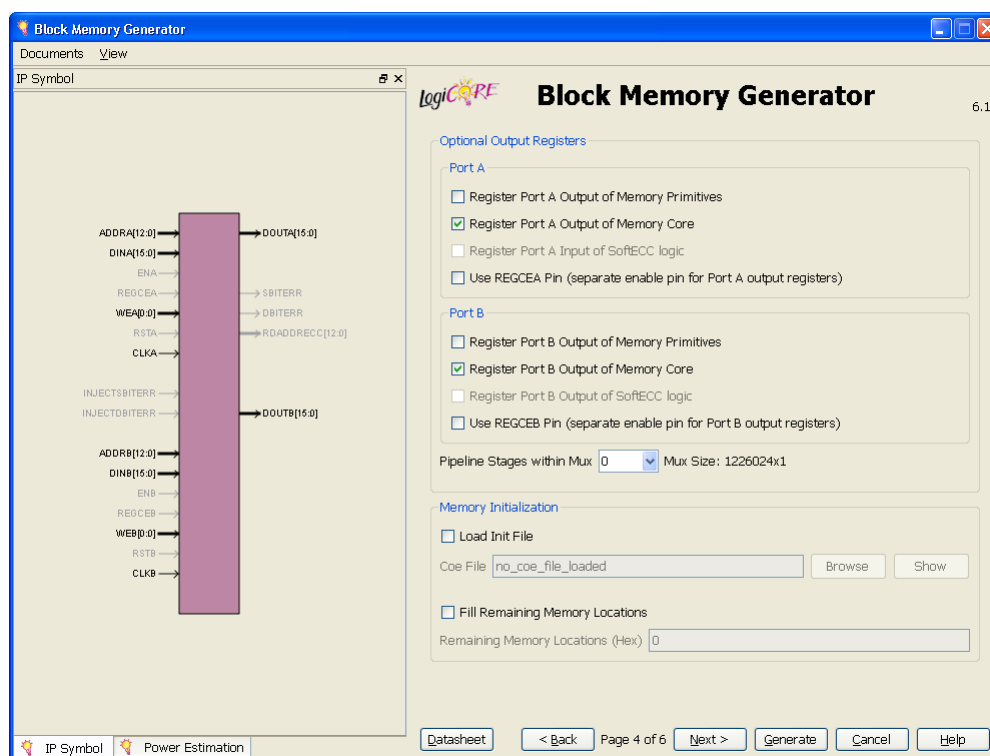 Block Memory Generator
Documents View
IP Symbol
ADDRA[12:0]
DOUTA[15:0]
DINA[15:0]
ENA
REGCEA
SBITERR
WEA[0:0]
DBITERR
RSTA
RDADDRECC[12:0]
CLKA
INJECTSBITERR
INJECTDBITERR
DOUTB[15:0]
ADDRB[12:0]
DINB[15:0]
ENB
REGCEB
WEB[0:0]
RSTB
CLKB
IP Symbol Power Estimation
logiCORE
Block Memory Generator
6.1
Optional Output Registers
Port A
Register Port A Output of Memory Primitives
Register Port A Output of Memory Core
Register Port A Input of SoftECC logic
Use REGCEA Pin (separate enable pin for Port A output registers)
Port B
Register Port B Output of Memory Primitives
Register Port B Output of Memory Core
Register Port B Output of SoftECC logic
Use REGCEB Pin (separate enable pin for Port B output registers)
Pipeline Stages within Mux 0 Mux Size: 1226024x1
Memory Initialization
Load Init File
Coe File no_coe_file_loaded Browse Show
Fill Remaining Memory Locations
Remaining Memory Locations (Hex) 0
Datasheet < Back Page 4 of 6 Next > Generate Cancel Help